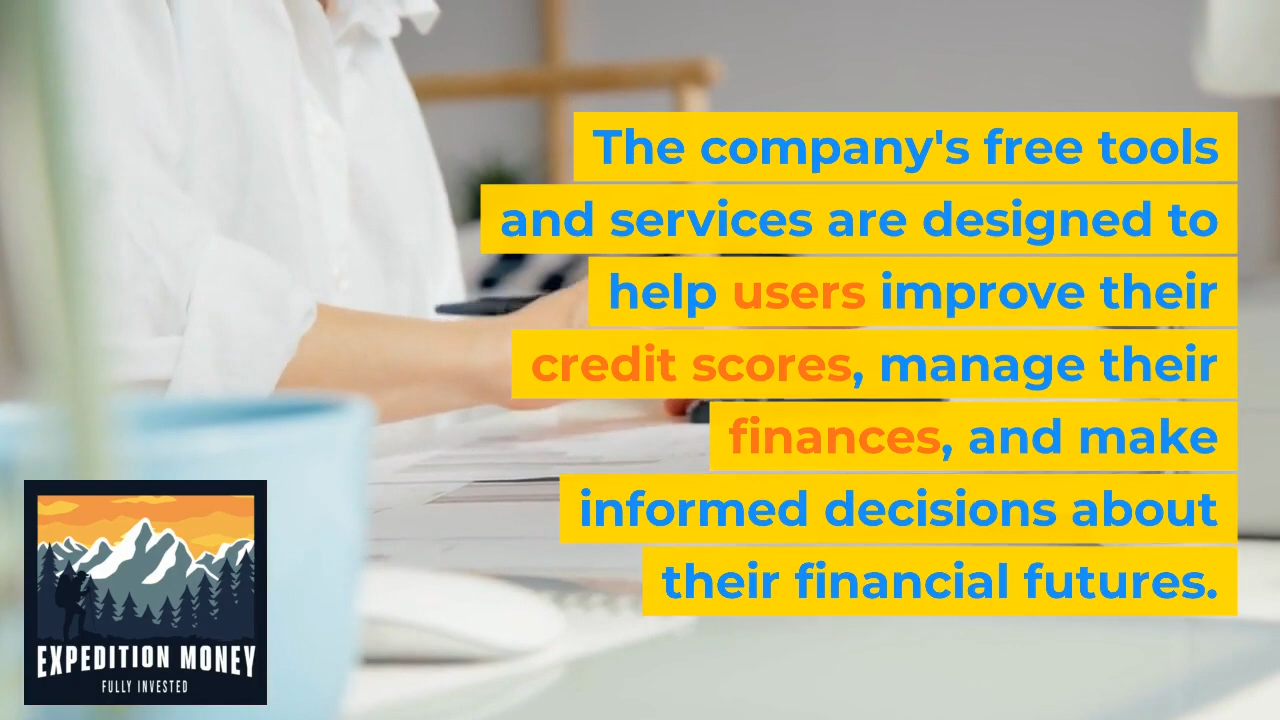 The company's free tools
and services are designed to
help users improve their
credit scores, manage their
finances, and make
informed decisions about
their financial futures.
EXPEDITION MONEY
FULLY INVESTED